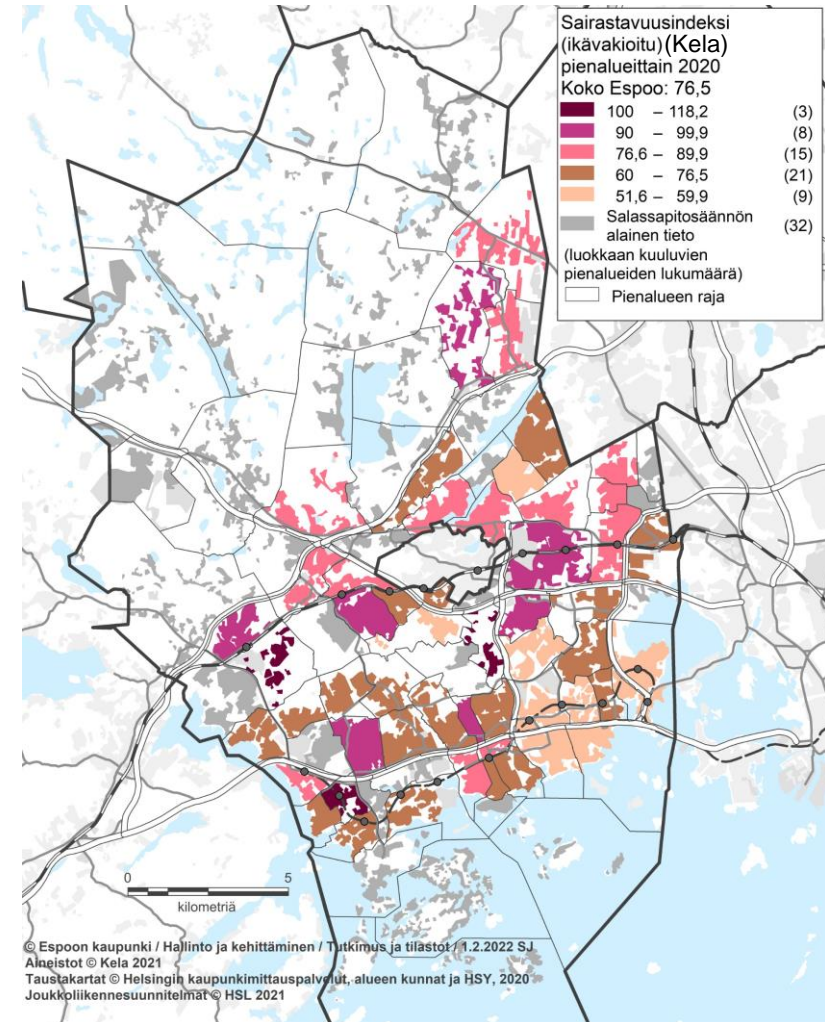 Sairastavuusindeksi
(ikävakioitu)(Kela)
pienalueittain 2020
Koko Espoo: 76,5
100 – 118,2 (3)
90 – 99,9 (8)
76,6 – 89,9 (15)
60 – 76,5 (21)
51,6 – 59,9 (9)
Salassapitosäännön (32)
alainen tieto
(luokkaan kuuluvien
pienalueiden lukumäärä)
Pienalueen raja
0 5
kilometriä
© Espoon kaupunki / Hallinto ja kehittäminen / Tutkimus ja tilastot / 1.2.2022 SJ
Aineistot © Kela 2021
Taustakartat © Helsingin kaupunkimittauspalvelut, alueen kunnat ja HSY, 2020
Joukkoliikennesuunnitelmat © HSL 2021